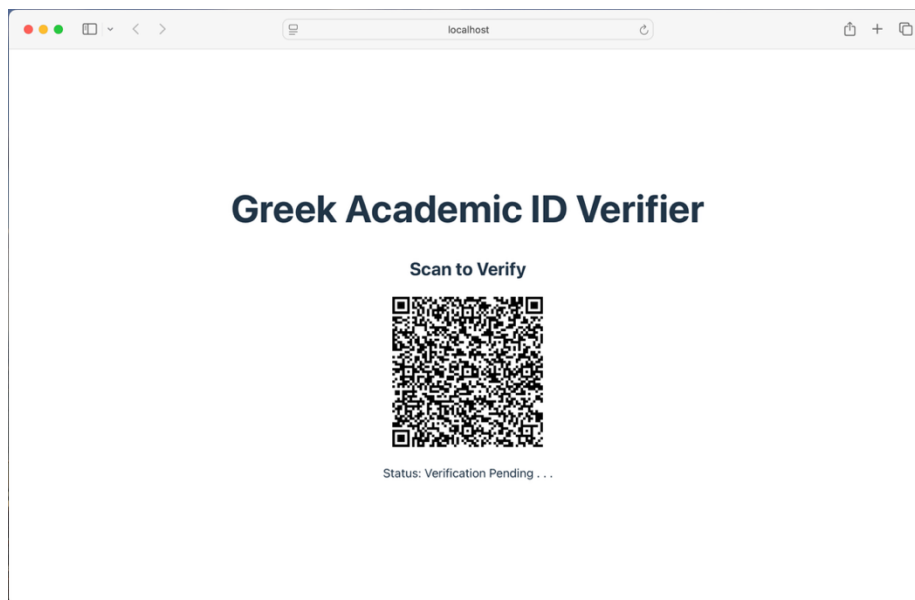 localhost
Greek Academic ID Verifier
Scan to Verify
Status: Verification Pending . . .